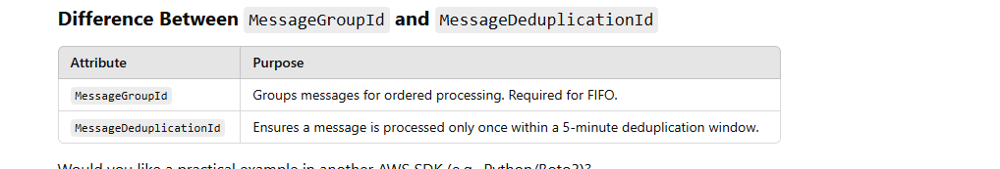 Difference Between MessageGroupId and MessageDeduplicationId
Attribute Purpose
MessageGroupId Groups messages for ordered processing. Required for FIFO.
MessageDeduplicationId Ensures a message is processed only once within a 5-minute deduplication window.
Would you like a practical example in another AWS SDK (e.g., Python/Boto3)?